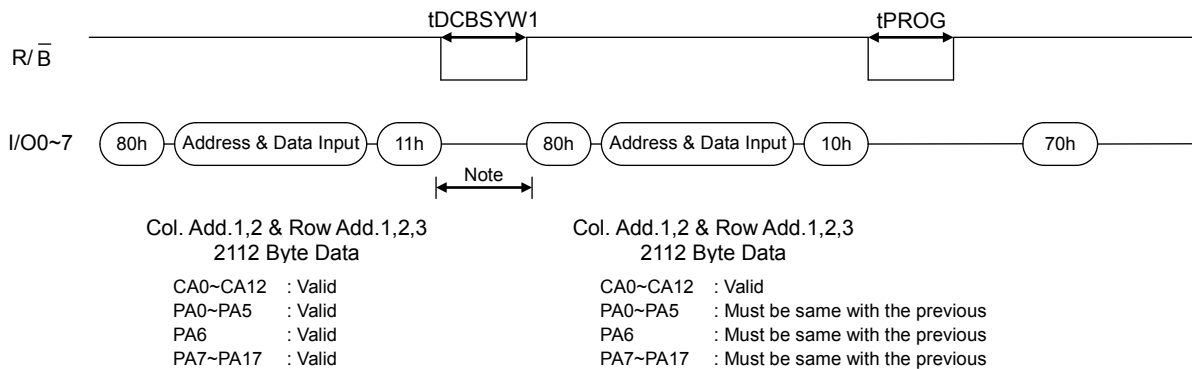 tDCBSYW1
tPROG
R/B̅
I/O0~7
80h
Address & Data Input
11h
80h
Address & Data Input
10h
70h
Note
Col. Add.1,2 & Row Add.1,2,3
2112 Byte Data
CA0~CA12 : Valid
PA0~PA5 : Valid
PA6 : Valid
PA7~PA17 : Valid
Col. Add.1,2 & Row Add.1,2,3
2112 Byte Data
CA0~CA12 : Valid
PA0~PA5 : Must be same with the previous
PA6 : Must be same with the previous
PA7~PA17 : Must be same with the previous